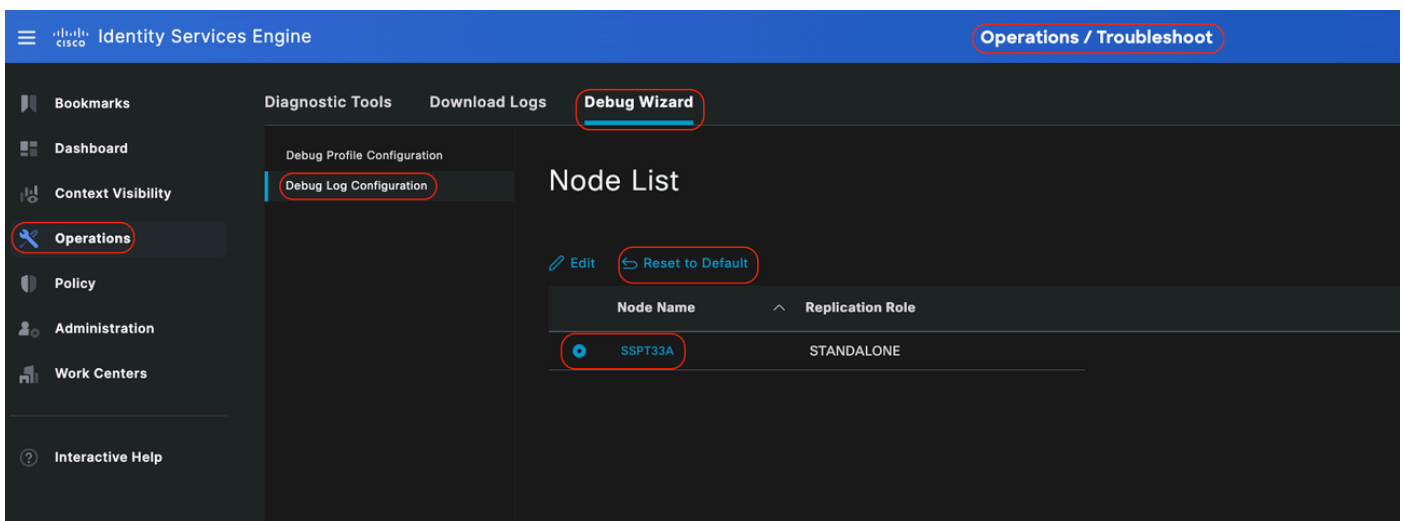 cisco Identity Services Engine
Operations / Troubleshoot
Bookmarks
Dashboard
Context Visibility
Operations
Policy
Administration
Work Centers
? Interactive Help
Diagnostic Tools Download Logs Debug Wizard
Debug Profile Configuration
Debug Log Configuration
Node List
Edit Reset to Default
Node Name Replication Role
SSPT33A STANDALONE